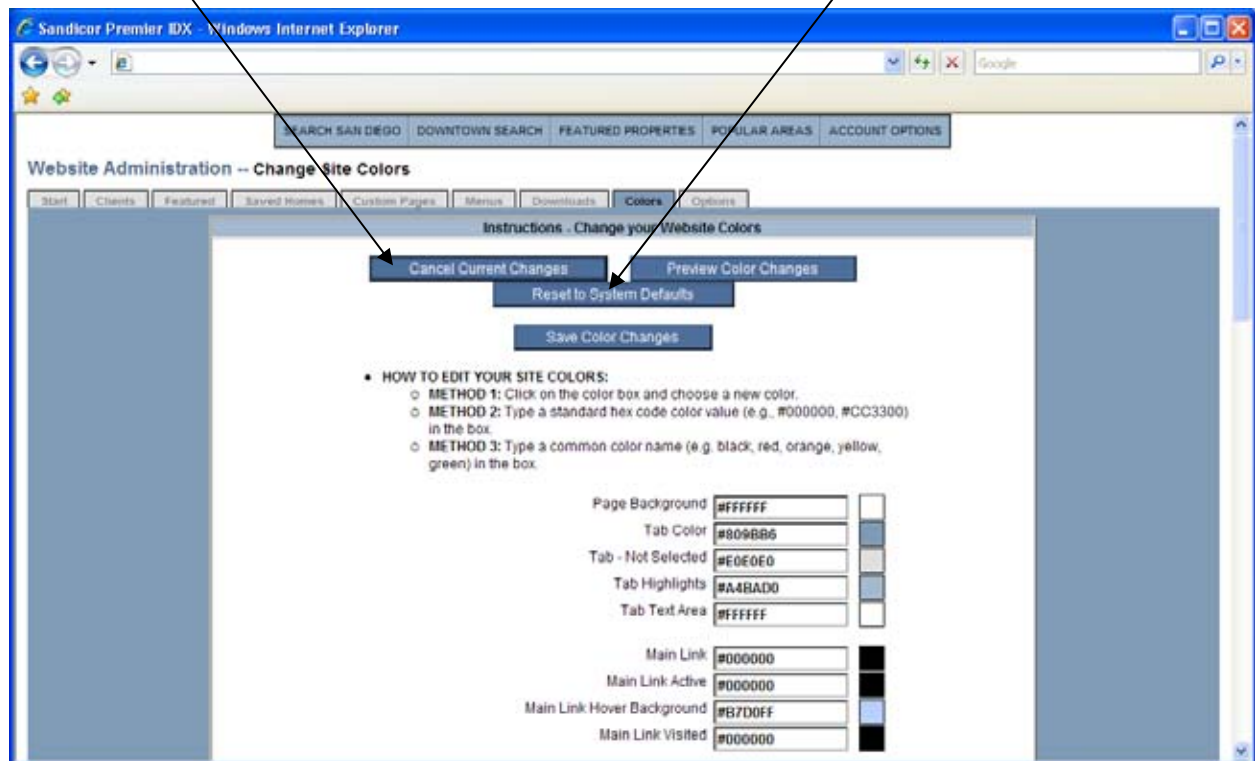 Sandicor Premier IDX - Windows Internet Explorer
Google
SEARCH SAN DIEGO DOWNTOWN SEARCH FEATURED PROPERTIES POPULAR AREAS ACCOUNT OPTIONS
Website Administration -- Change Site Colors
Start Clients Featured Saved Homes Custom Pages Menus Downloads Colors Options
Instructions - Change your Website Colors
Cancel Current Changes Preview Color Changes
Reset to System Defaults
Save Color Changes
• HOW TO EDIT YOUR SITE COLORS:
○ METHOD 1: Click on the color box and choose a new color.
○ METHOD 2: Type a standard hex code color value (e.g., #000000, #CC3300)
in the box.
○ METHOD 3: Type a common color name (e.g. black, red, orange, yellow,
green) in the box.
Page Background #FFFFFF
Tab Color #809BB6
Tab - Not Selected #E0E0E0
Tab Highlights #A4BAD0
Tab Text Area #FFFFFF
Main Link #000000
Main Link Active #000000
Main Link Hover Background #B7D0FF
Main Link Visited #000000